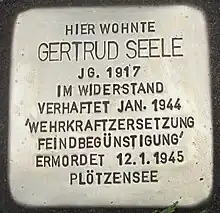 HIER WOHNTE
GERTRUD SEELE
JG. 1917
IM WIDERSTAND
VERHAFTET JAN. 1944
'WEHRKRAFTZERSETZUNG
FEINDBEGÜNSTIGUNG'
ERMORDET 12.1.1945
PLÖTZENSEE